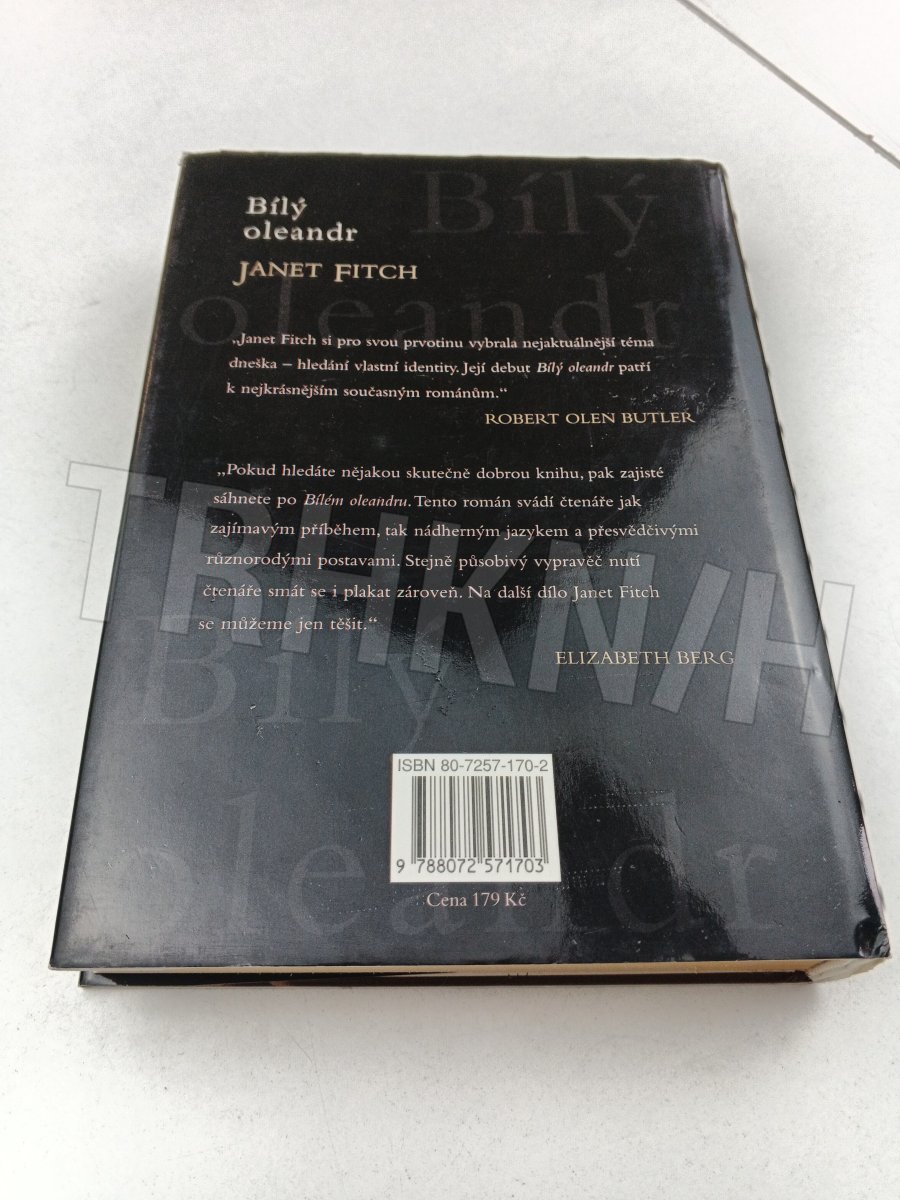 Bílý
oleandr
JANET FITCH
Bílý
oleandr
„Janet Fitch si pro svou prvotinu vybrala nejaktuálnější téma
dneška – hledání vlastní identity. Její debut Bílý oleandr patří
k nejkrásnějším současným románům.“
ROBERT OLEN BUTLER
„Pokud hledáte nějakou skutečně dobrou knihu, pak zajisté
sáhnete po Bílém oleandru. Tento román svádí čtenáře jak
zajímavým příběhem, tak nádherným jazykem a přesvědčivými
různorodými postavami. Stejně působivý vypravěč nutí
čtenáře smát se i plakat zároveň. Na další dílo Janet Fitch
se můžeme jen těšit.“
ELIZABETH BERG
TRHKNIH
Bílý
oleandr
ISBN 80-7257-170-2
9 788072 571703
Cena 179 Kč